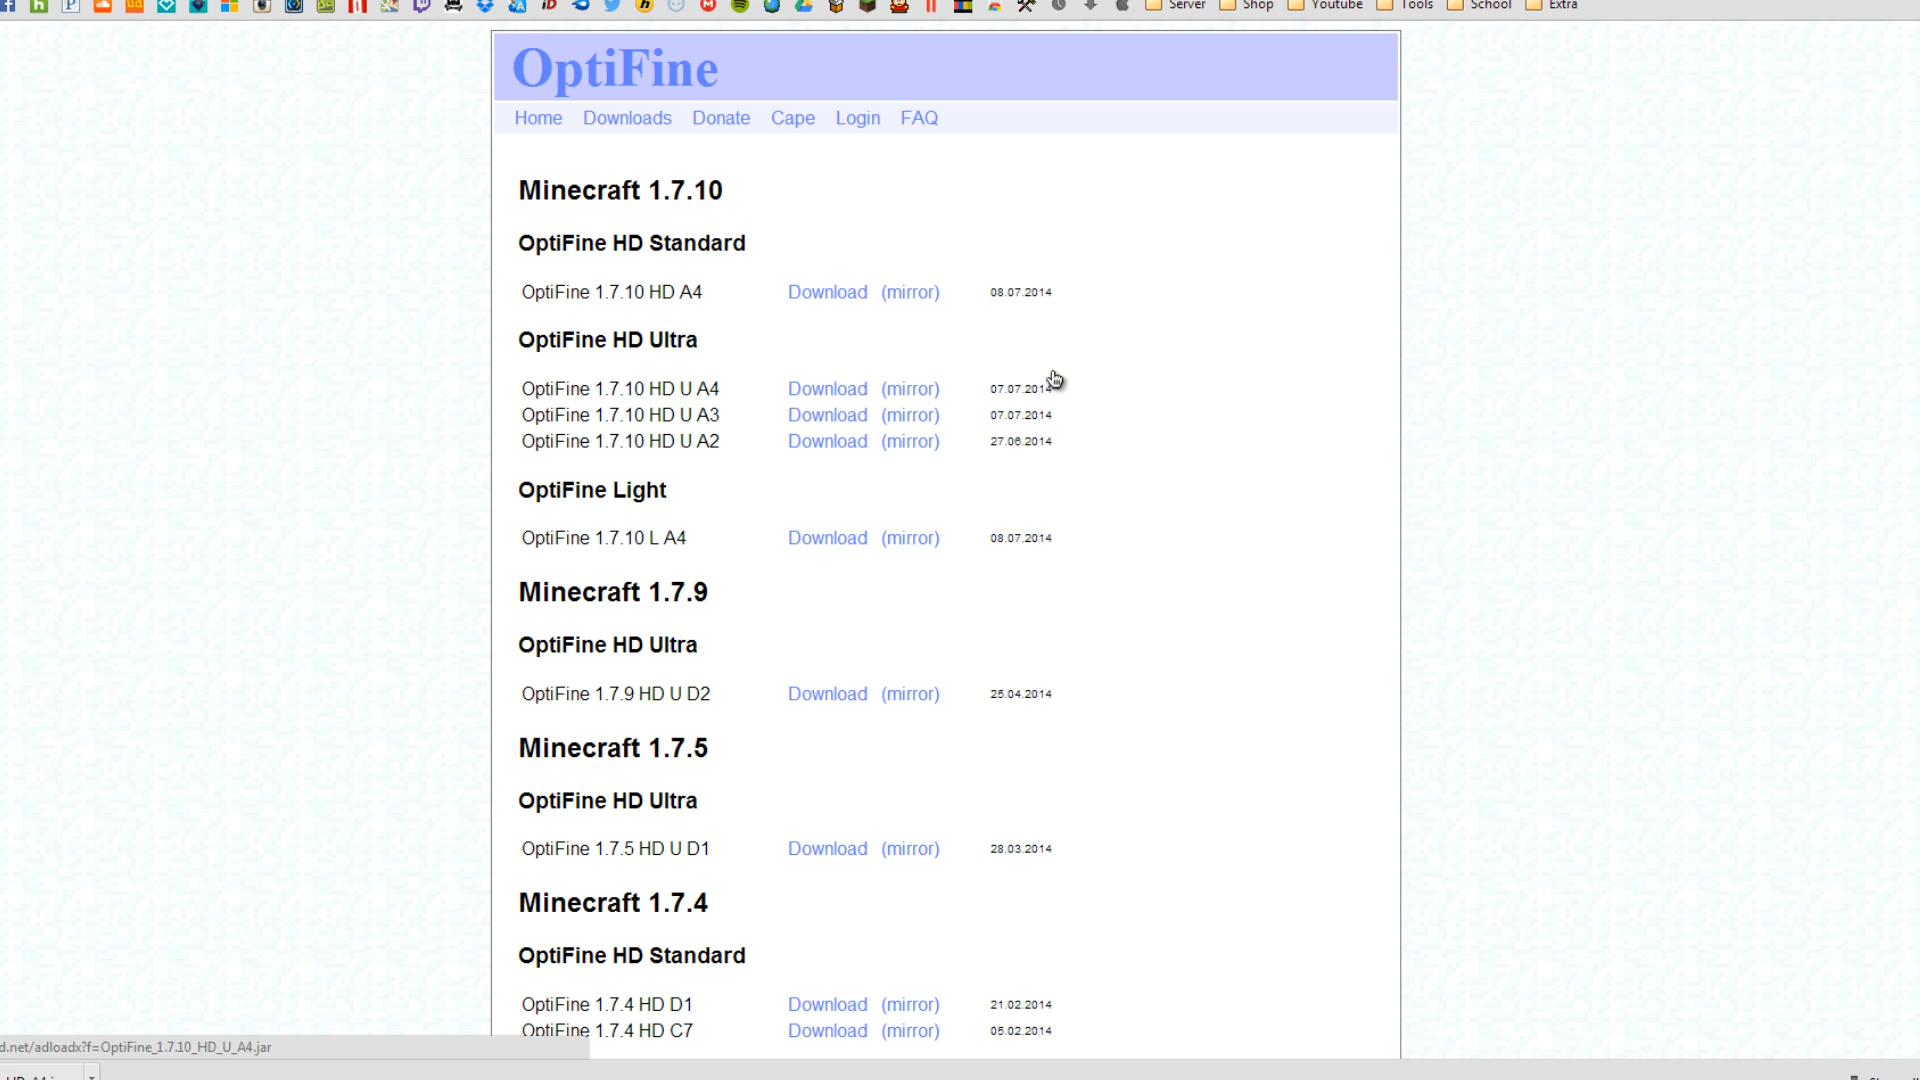 Server Shop Youtube Tools School Extra
OptiFine
Home Downloads Donate Cape Login FAQ
Minecraft 1.7.10
OptiFine HD Standard
OptiFine 1.7.10 HD A4 Download (mirror) 08.07.2014
OptiFine HD Ultra
OptiFine 1.7.10 HD U A4 Download (mirror) 07.07.2014
OptiFine 1.7.10 HD U A3 Download (mirror) 07.07.2014
OptiFine 1.7.10 HD U A2 Download (mirror) 27.06.2014
OptiFine Light
OptiFine 1.7.10 L A4 Download (mirror) 08.07.2014
Minecraft 1.7.9
OptiFine HD Ultra
OptiFine 1.7.9 HD U D2 Download (mirror) 25.04.2014
Minecraft 1.7.5
OptiFine HD Ultra
OptiFine 1.7.5 HD U D1 Download (mirror) 28.03.2014
Minecraft 1.7.4
OptiFine HD Standard
OptiFine 1.7.4 HD D1 Download (mirror) 21.02.2014
OptiFine 1.7.4 HD C7 Download (mirror) 05.02.2014
d.net/adloadx?f=OptiFine_1.7.10_HD_U_A4.jar